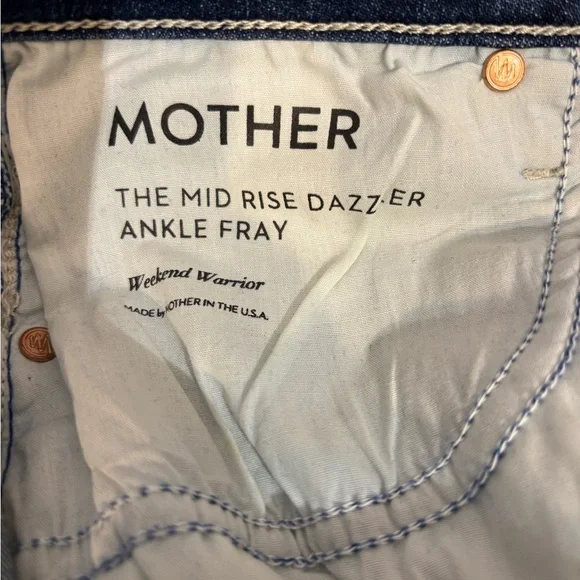 MOTHER
THE MID RISE DAZZLER
ANKLE FRAY
Weekend Warrior
MADE by MOTHER IN THE U.S.A.